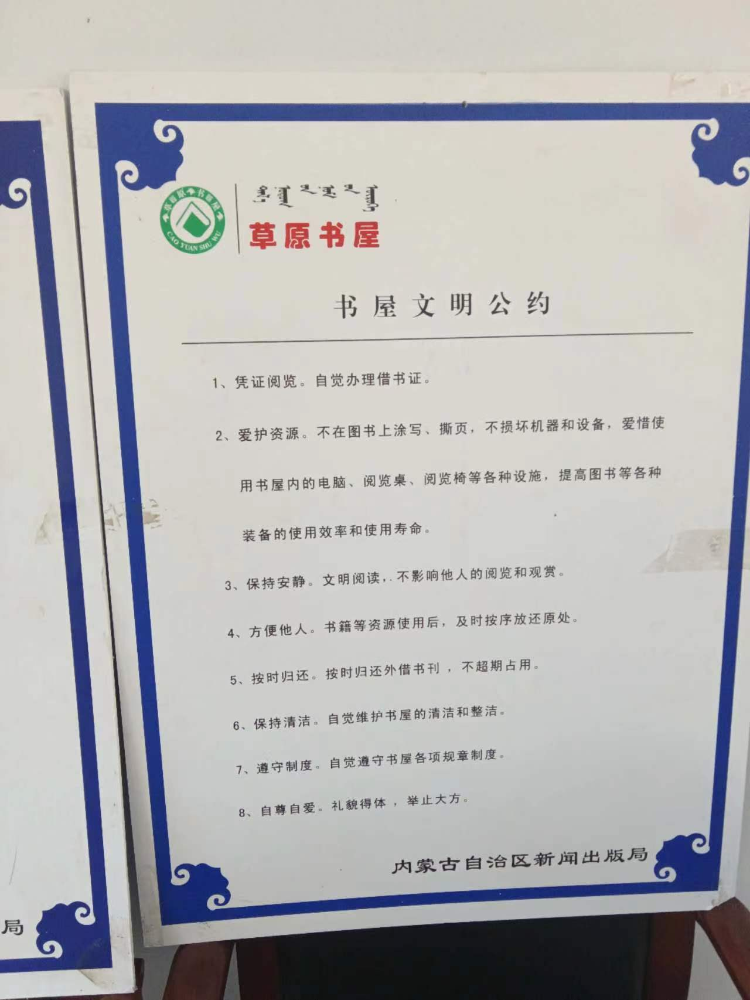 草原书屋
CAO YUAN SHU WU
草原书屋
书屋文明公约
1、凭证阅览。自觉办理借书证。
2、爱护资源。不在图书上涂写、撕页，不损坏机器和设备，爱惜使
用书屋内的电脑、阅览桌、阅览椅等各种设施，提高图书等各种
装备的使用效率和使用寿命。
3、保持安静。文明阅读，不影响他人的阅览和观赏。
4、方便他人。书籍等资源使用后，及时按序放还原处。
5、按时归还。按时归还外借书刊，不超期占用。
6、保持清洁。自觉维护书屋的清洁和整洁。
7、遵守制度。自觉遵守书屋各项规章制度。
8、自尊自爱。礼貌得体，举止大方。
内蒙古自治区新闻出版局
局